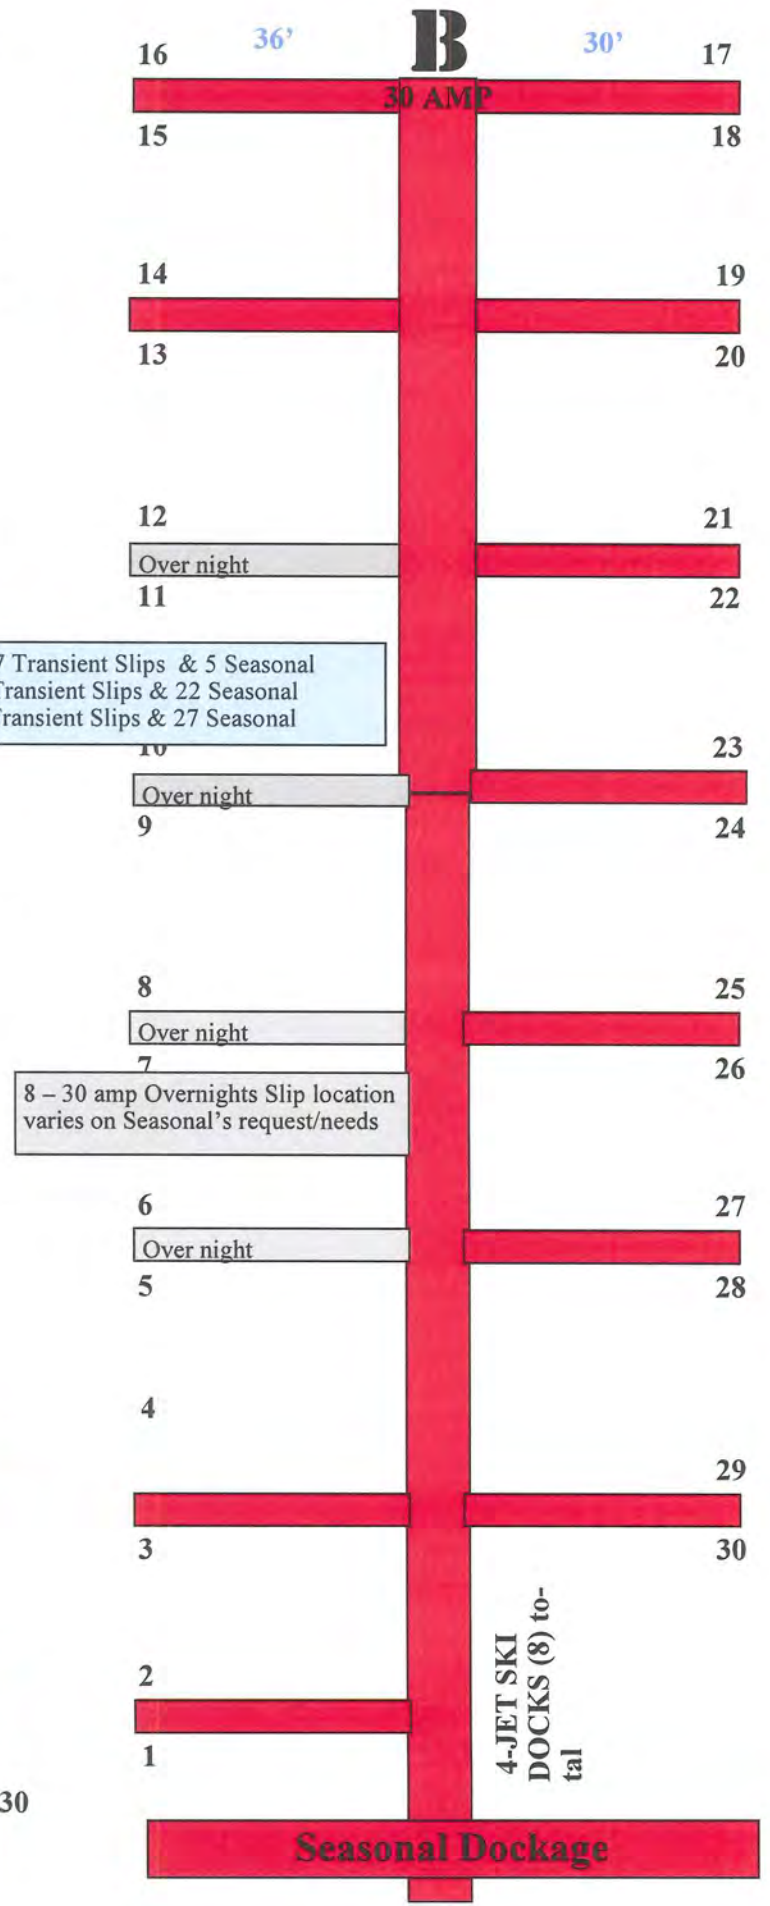 B
36’
30’
16
17
30 AMP
15
18
14
19
13
20
12
21
Over night
11
22
7 Transient Slips & 5 Seasonal
Transient Slips & 22 Seasonal
Transient Slips & 27 Seasonal
10
23
Over night
9
24
8
25
Over night
7
26
8 – 30 amp Overnights Slip location
varies on Seasonal’s request/needs
6
27
Over night
5
28
4
29
3
30
4-JET SKI
DOCKS (8) to-
tal
2
1
30
Seasonal Dockage